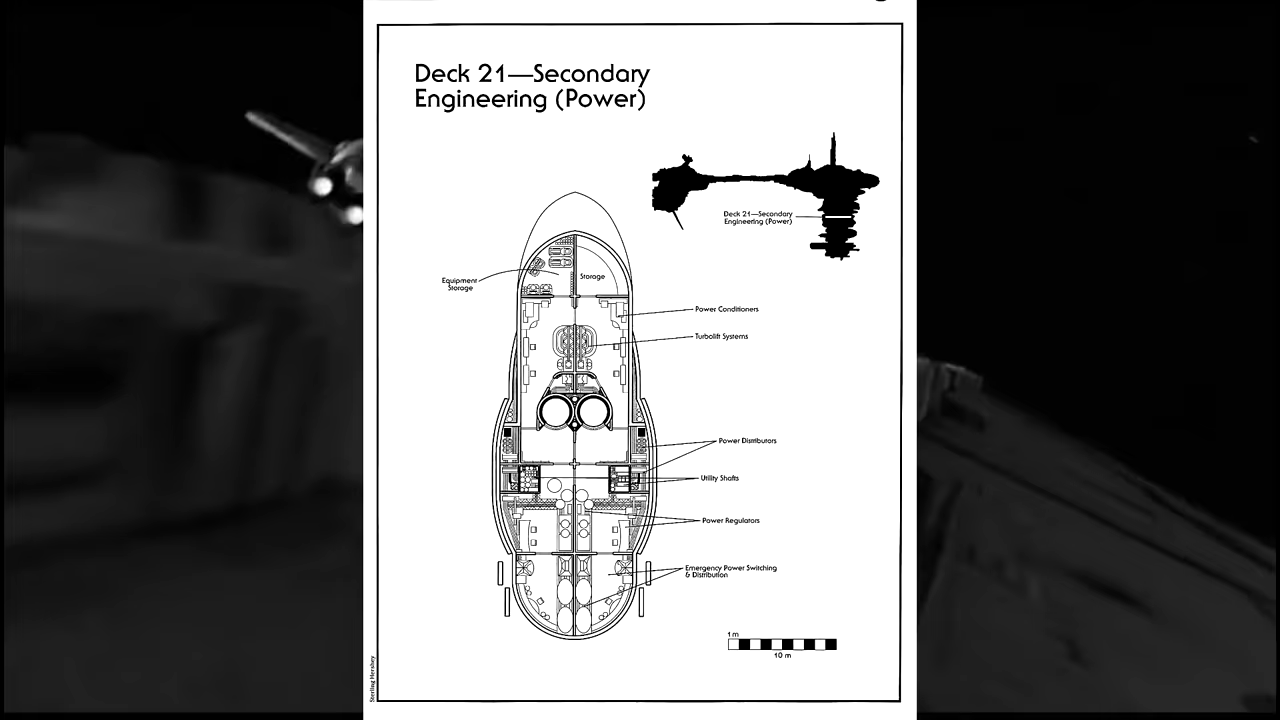 Deck 21—Secondary
Engineering (Power)
Deck 21—Secondary
Engineering (Power)
Equipment
Storage
Storage
Power Conditioners
Turbolift Systems
Power Distributors
Utility Shafts
Power Regulators
Emergency Power Switching
& Distribution
1 m
10 m
Sterling Hershey